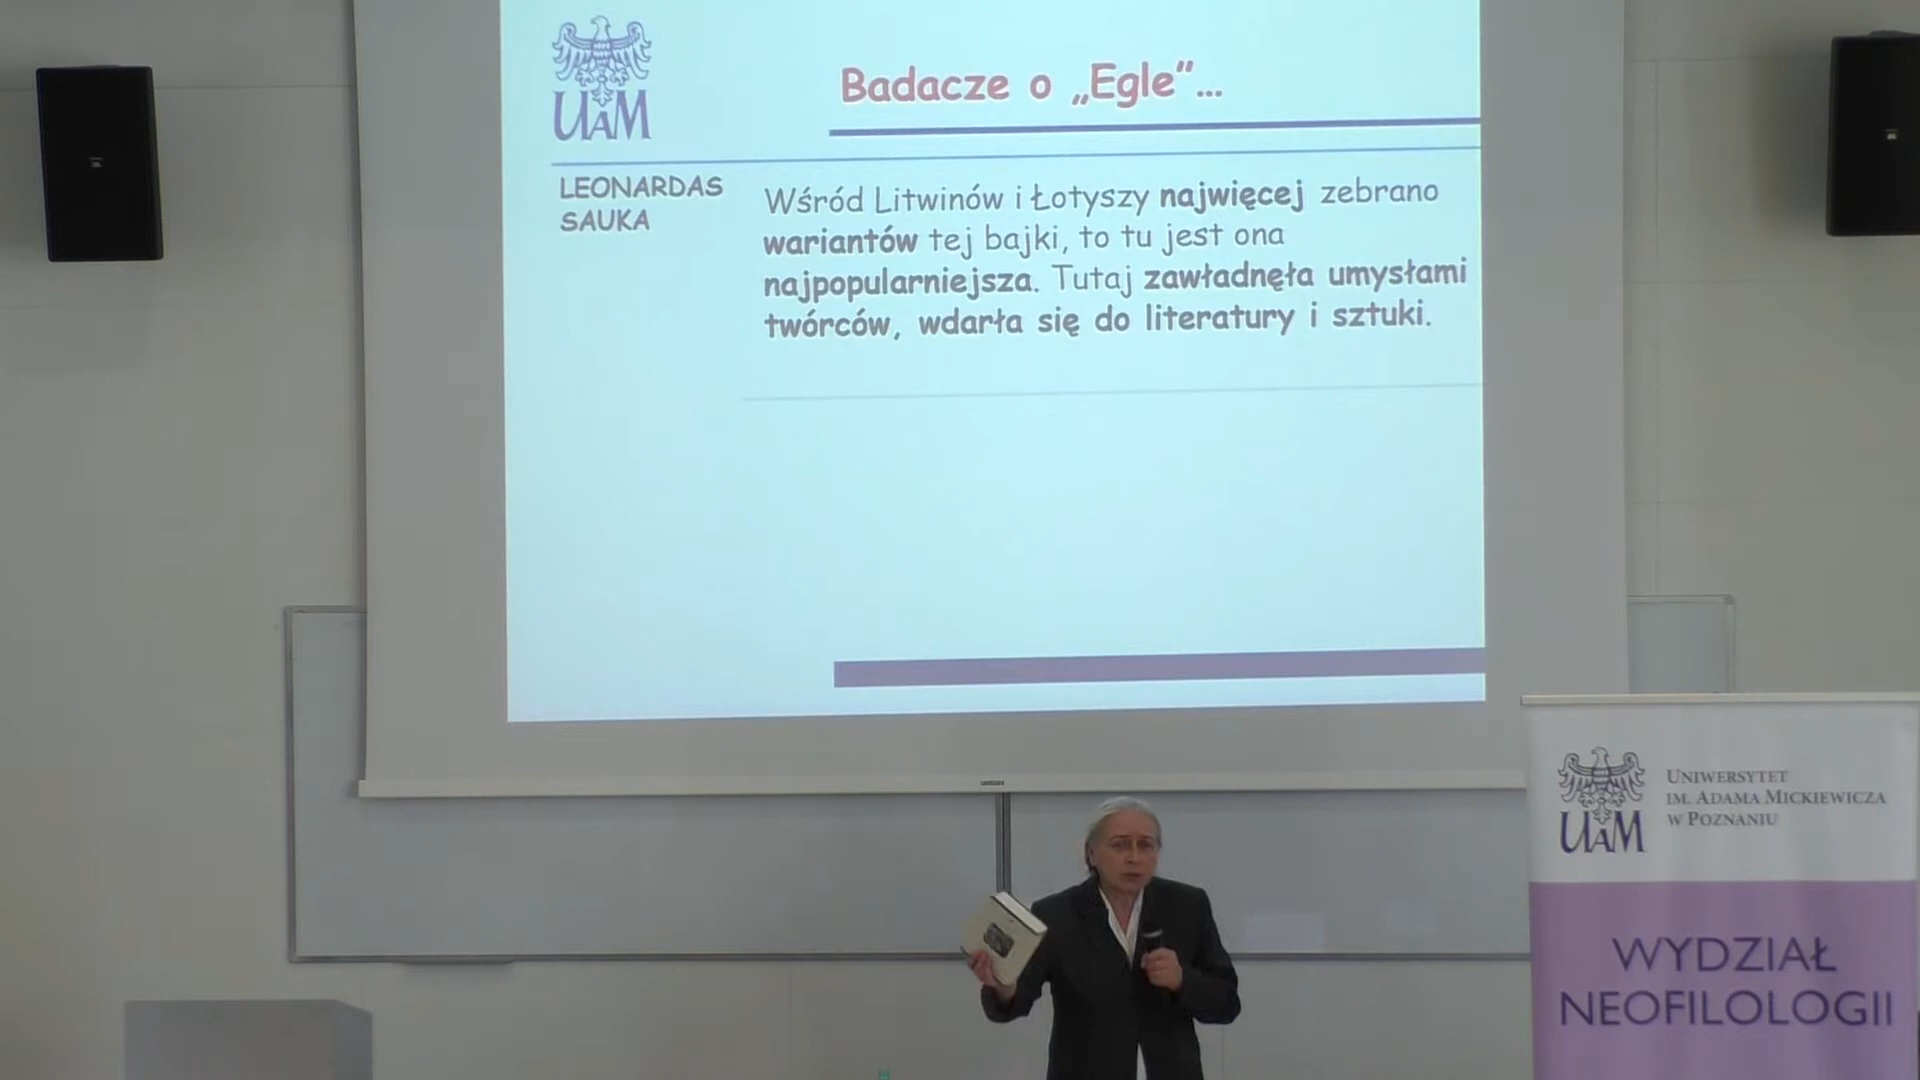 UAM
Badacze o „Egle”...
LEONARDAS
SAUKA
Wśród Litwinów i Łotyszy najwięcej zebrano
wariantów tej bajki, to tu jest ona
najpopularniejsza. Tutaj zawładnęła umysłami
twórców, wdarła się do literatury i sztuki.
UAM
UNIWERSYTET
IM. ADAMA MICKIEWICZA
W POZNANIU
WYDZIAŁ
NEOFILOLOGII